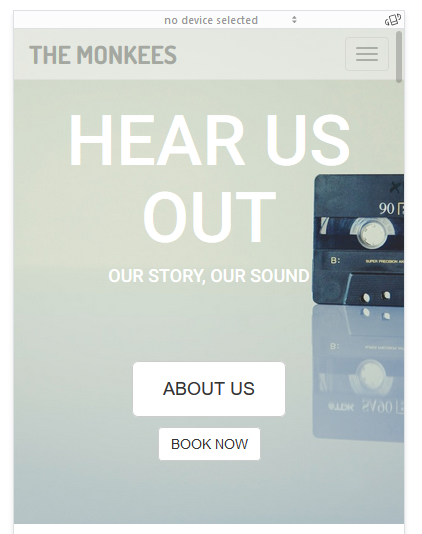 no device selected
THE MONKEES
HEAR US
OUT
90
B:
SUPER PRECISION
OUR STORY, OUR SOUND
ABOUT US
BOOK NOW